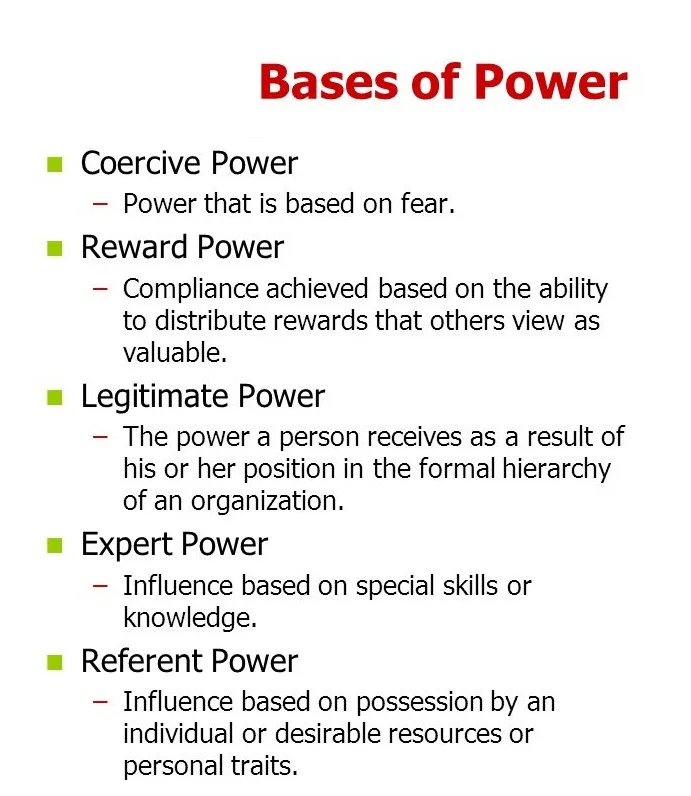 Bases of Power
Coercive Power
– Power that is based on fear.
Reward Power
– Compliance achieved based on the ability
to distribute rewards that others view as
valuable.
Legitimate Power
– The power a person receives as a result of
his or her position in the formal hierarchy
of an organization.
Expert Power
– Influence based on special skills or
knowledge.
Referent Power
– Influence based on possession by an
individual or desirable resources or
personal traits.